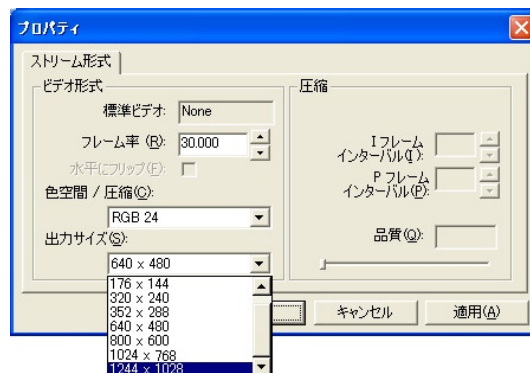 プロパティ
ストリーム形式
ビデオ形式
標準ビデオ: None
フレーム率 (R): 30.000
水平にフリップ(F):
色空間 / 圧縮(C):
RGB 24
出力サイズ(S):
640 x 480
176 x 144
320 x 240
352 x 288
640 x 480
800 x 600
1024 x 768
1244 x 1028
圧縮
I フレーム
インターバル(I):
P フレーム
インターバル(P):
品質(Q):
キャンセル
適用(A)